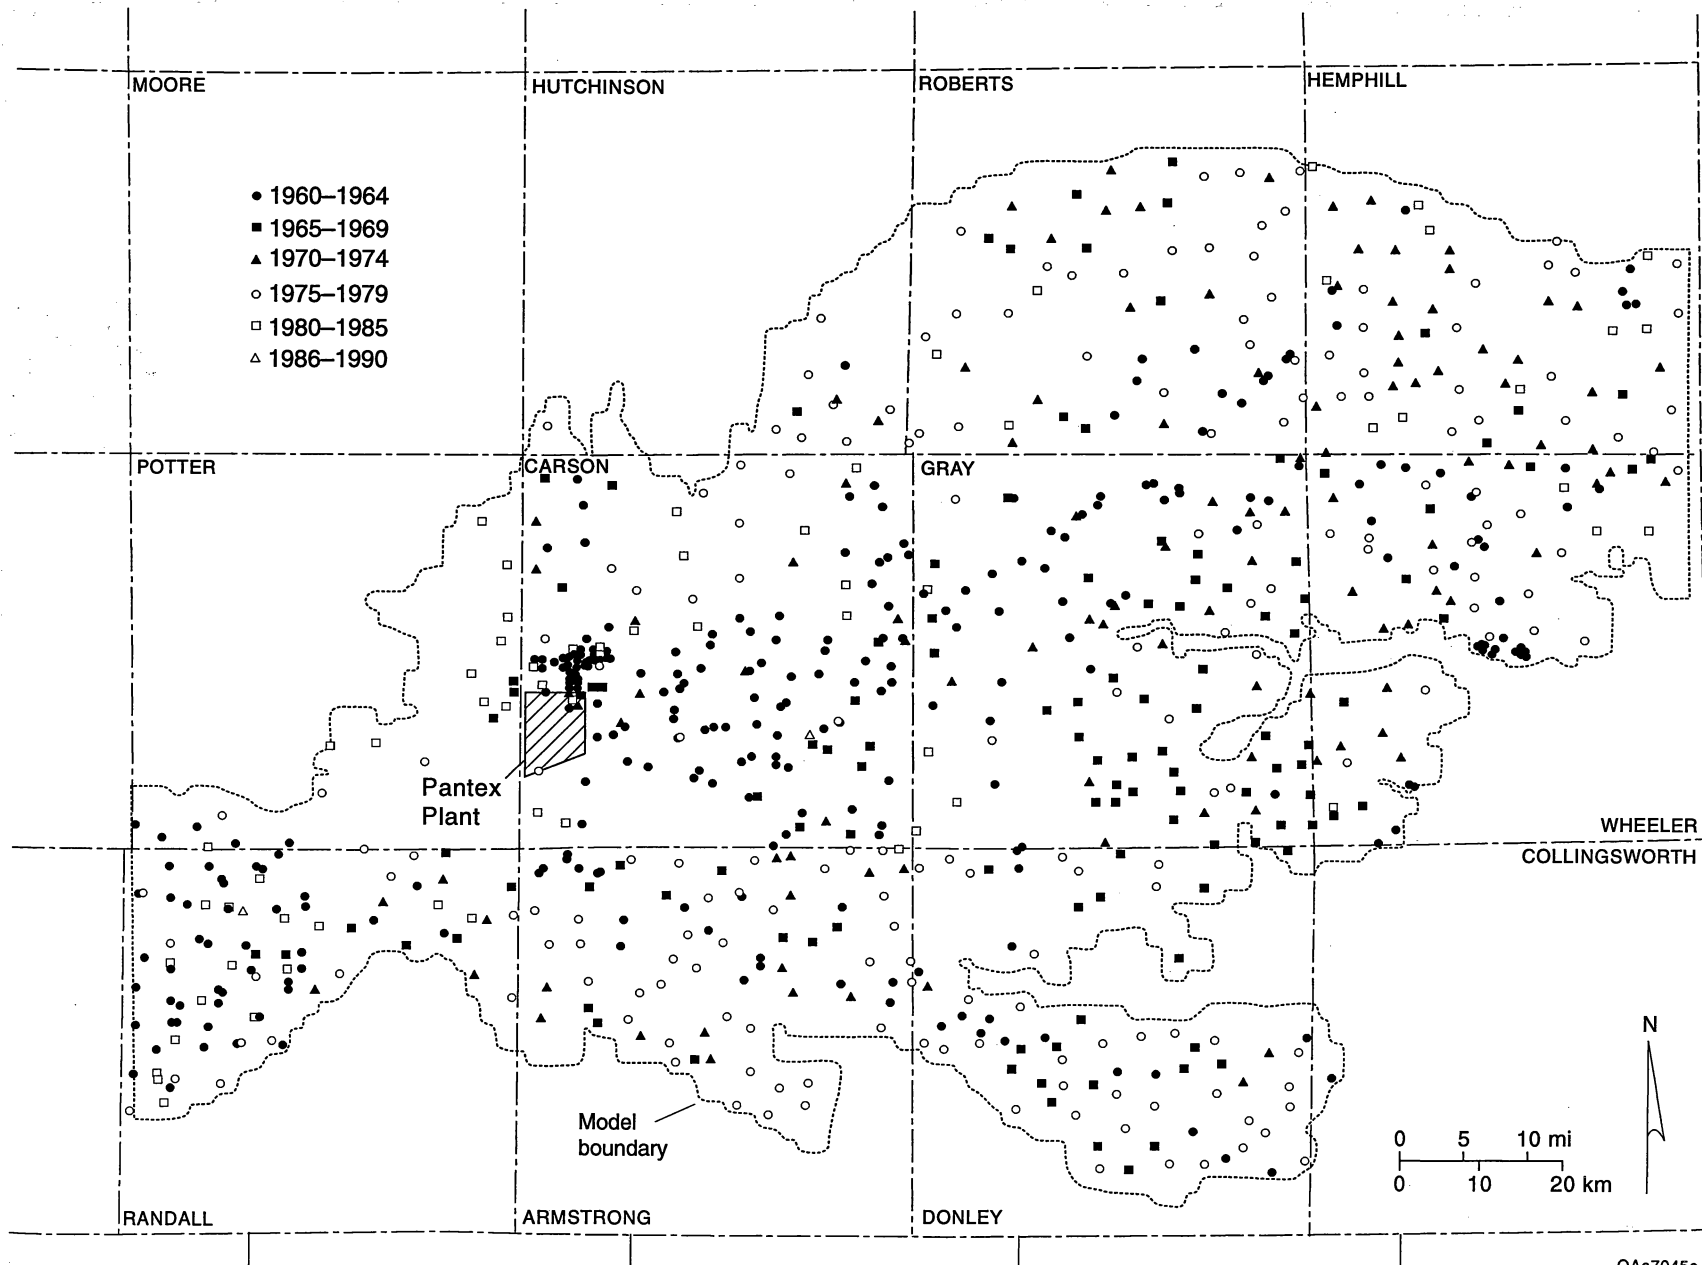 MOORE
HUTCHINSON
ROBERTS
HEMPHILL
1960–1964
1965–1969
1970–1974
1975–1979
1980–1985
1986–1990
POTTER
CARSON
GRAY
Pantex
Plant
WHEELER
COLLINGSWORTH
N
Model
boundary
0 5 10 mi
0 10 20 km
RANDALL
ARMSTRONG
DONLEY